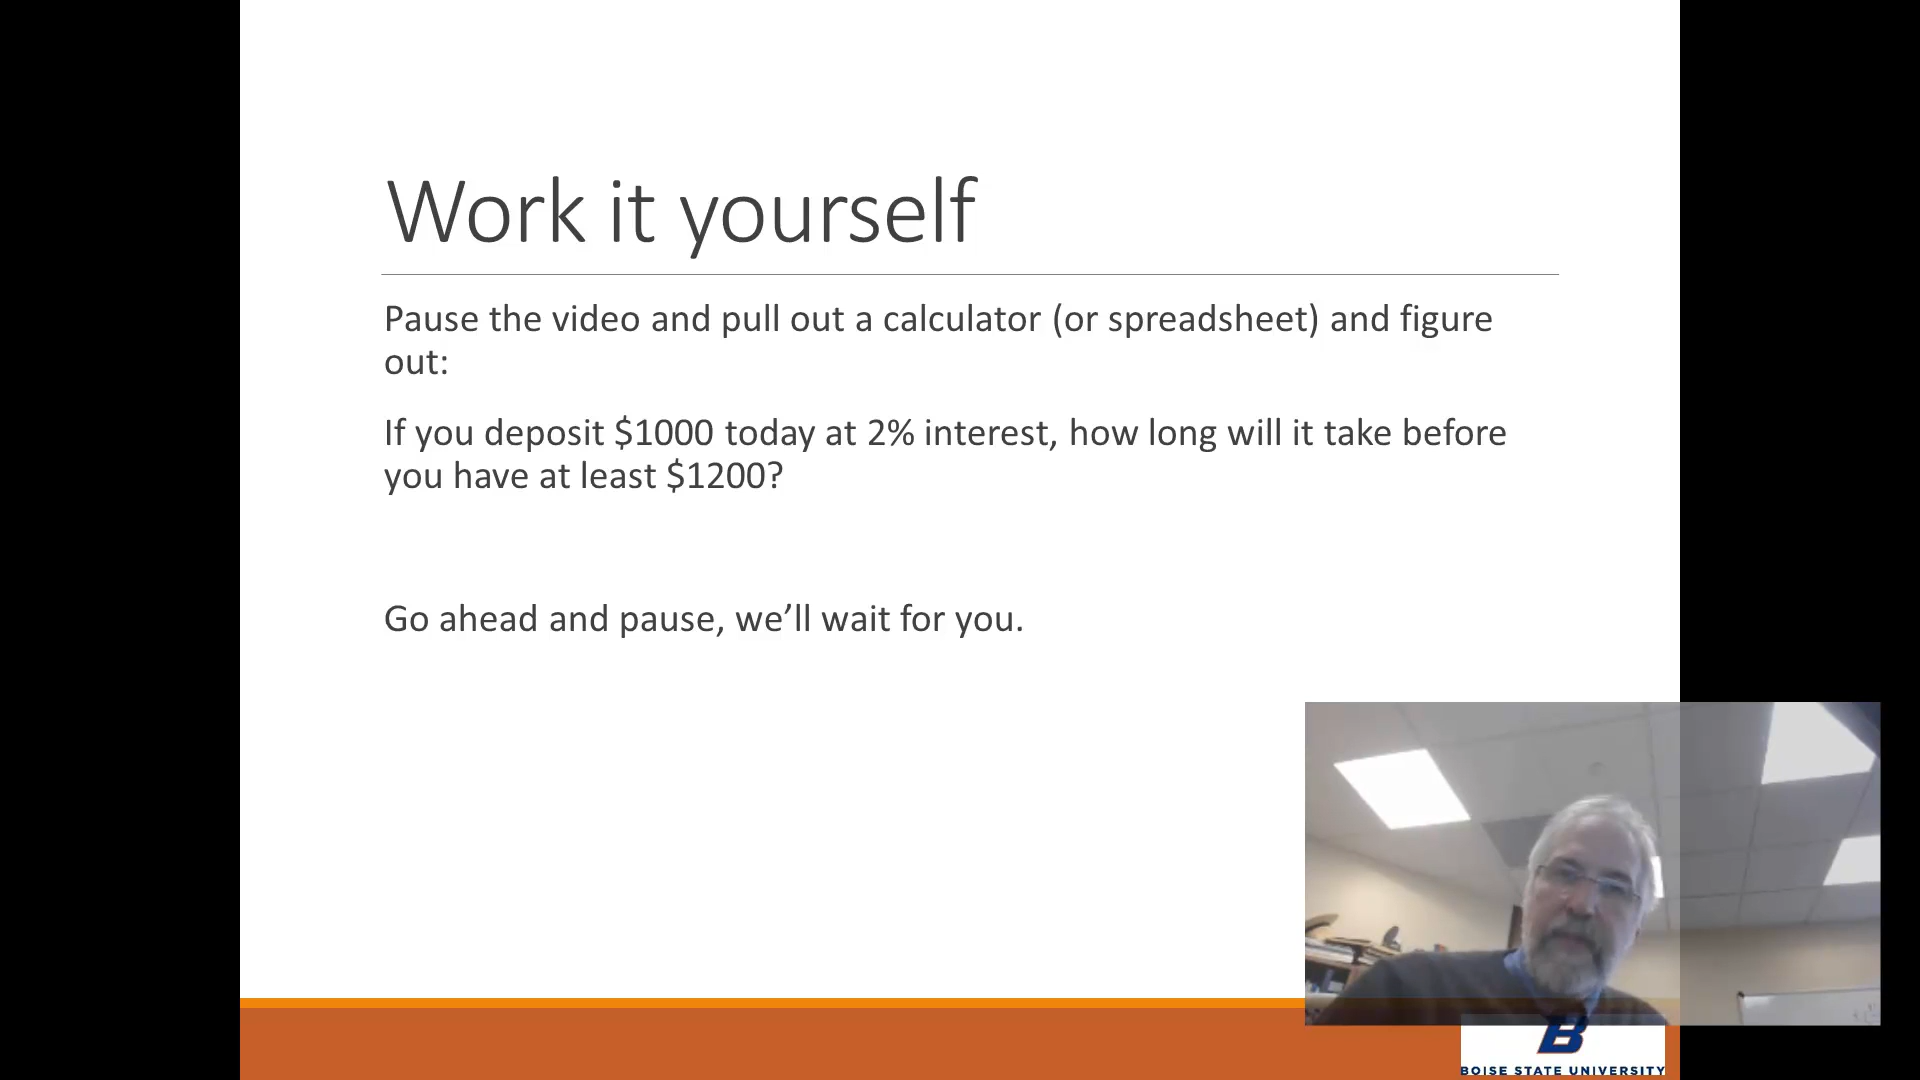 Work it yourself
Pause the video and pull out a calculator (or spreadsheet) and figure
out:
If you deposit $1000 today at 2% interest, how long will it take before
you have at least $1200?
Go ahead and pause, we’ll wait for you.
B
BOISE STATE UNIVERSITY